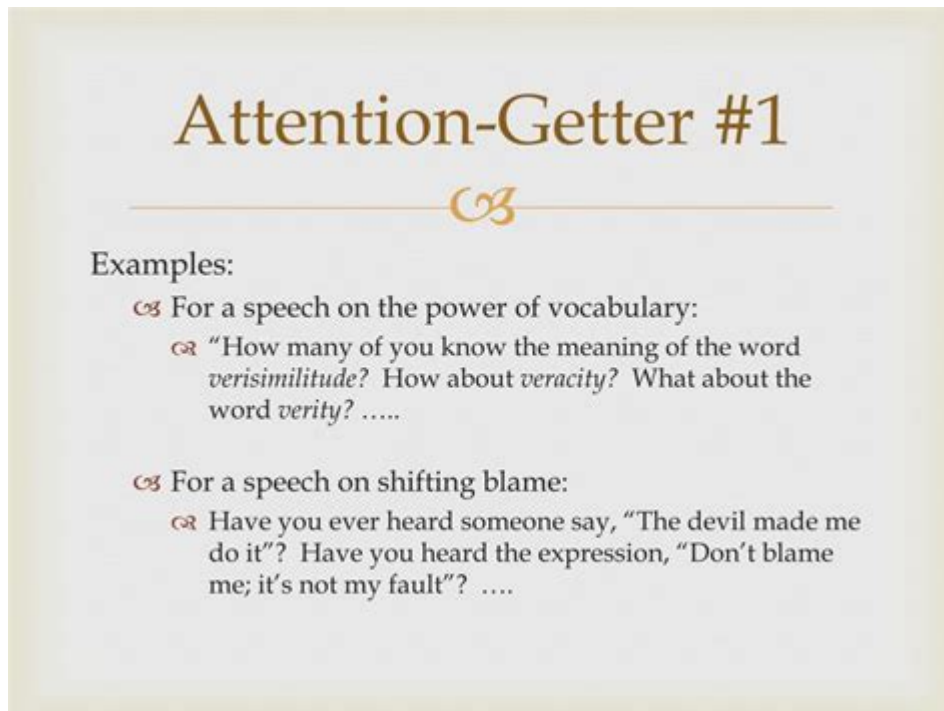 Attention-Getter #1
Examples:
For a speech on the power of vocabulary:
“How many of you know the meaning of the word
verisimilitude? How about veracity? What about the
word verity? …..
For a speech on shifting blame:
Have you ever heard someone say, “The devil made me
do it”? Have you heard the expression, “Don’t blame
me; it’s not my fault”? ….